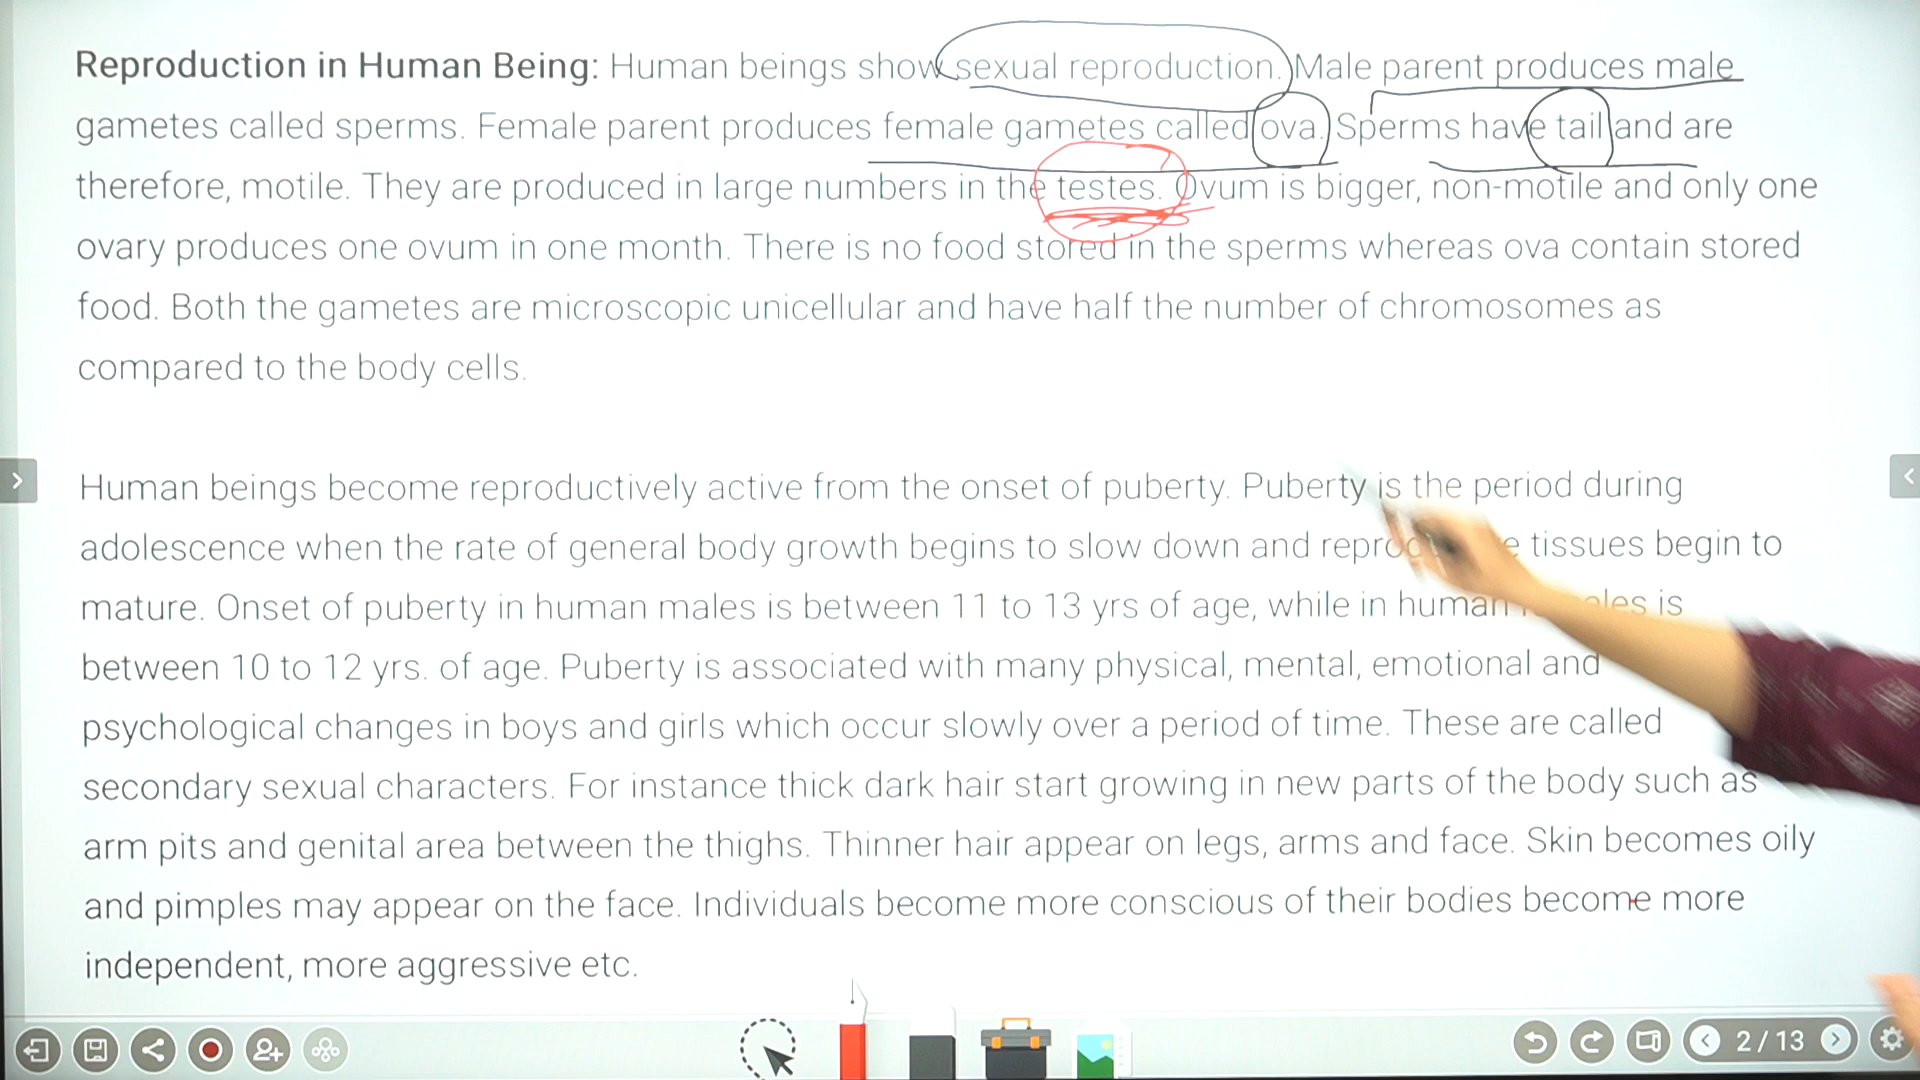 Reproduction in Human Being: Human beings show sexual reproduction. Male parent produces male
gametes called sperms. Female parent produces female gametes called ova. Sperms have tail and are
therefore, motile. They are produced in large numbers in the testes. Ovum is bigger, non-motile and only one
ovary produces one ovum in one month. There is no food stored in the sperms whereas ova contain stored
food. Both the gametes are microscopic unicellular and have half the number of chromosomes as
compared to the body cells.
Human beings become reproductively active from the onset of puberty. Puberty is the period during
adolescence when the rate of general body growth begins to slow down and tissues begin to
mature. Onset of puberty in human males is between 11 to 13 yrs of age, while in human is
between 10 to 12 yrs. of age. Puberty is associated with many physical, mental, emotional and
psychological changes in boys and girls which occur slowly over a period of time. These are called
secondary sexual characters. For instance thick dark hair start growing in new parts of the body such as
arm pits and genital area between the thighs. Thinner hair appear on legs, arms and face. Skin becomes oily
and pimples may appear on the face. Individuals become more conscious of their bodies become more
independent, more aggressive etc.
2 / 13